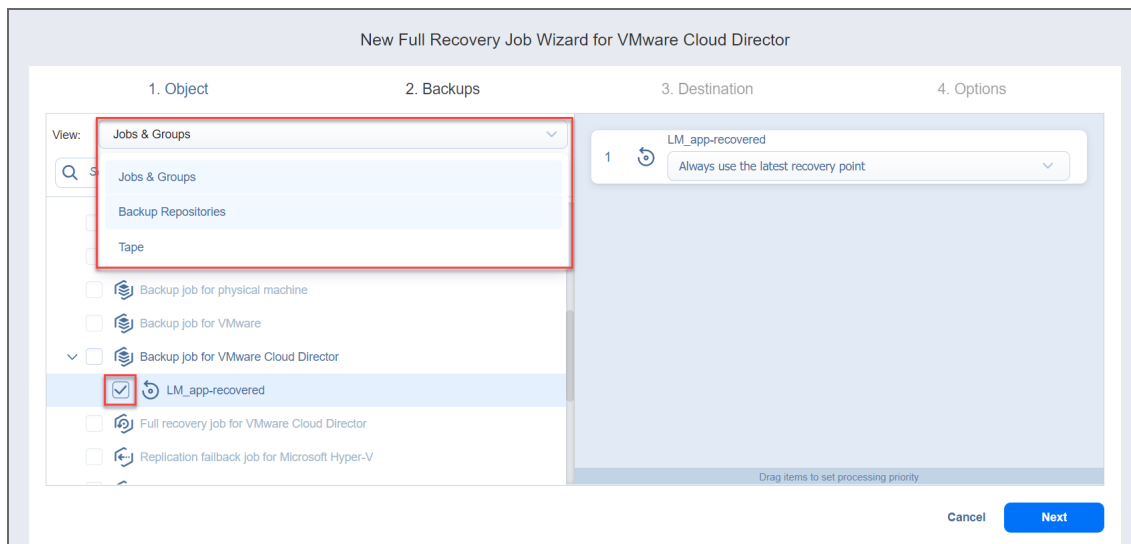 New Full Recovery Job Wizard for VMware Cloud Director
1. Object
2. Backups
3. Destination
4. Options
View:
Jobs & Groups
Jobs & Groups
Backup Repositories
Tape
Backup job for physical machine
Backup job for VMware
Backup job for VMware Cloud Director
LM_app-recovered
Full recovery job for VMware Cloud Director
Replication failback job for Microsoft Hyper-V
1
LM_app-recovered
Always use the latest recovery point
Drag items to set processing priority
Cancel
Next